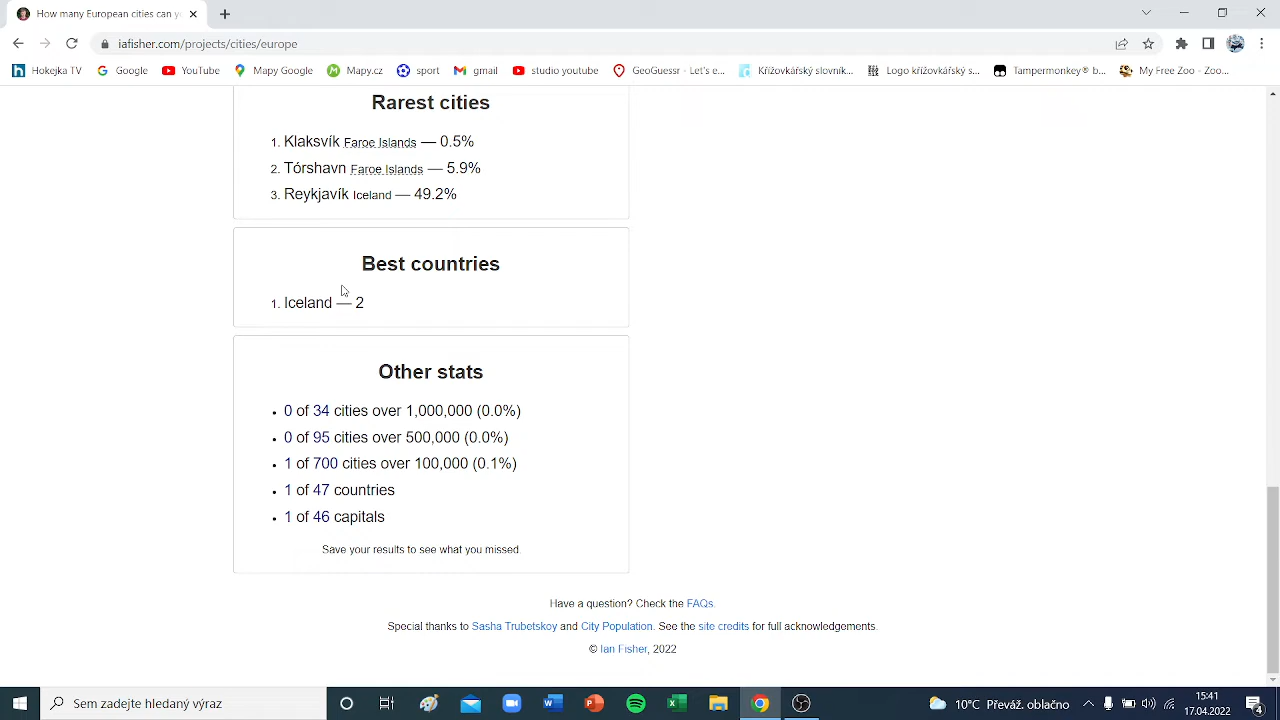 How many European cities can y
iafisher.com/projects/cities/europe
Hokejka TV Google YouTube Mapy Google Mapy.cz sport gmail studio youtube GeoGuessr - Let's e... Křížovkářský slovník... Logo křížovkářský s... Tampermonkey® b... My Free Zoo - Zoo...
Rarest cities
1. Klaksvík Faroe Islands — 0.5%
2. Tórshavn Faroe Islands — 5.9%
3. Reykjavík Iceland — 49.2%
Best countries
1. Iceland — 2
Other stats
• 0 of 34 cities over 1,000,000 (0.0%)
• 0 of 95 cities over 500,000 (0.0%)
• 1 of 700 cities over 100,000 (0.1%)
• 1 of 47 countries
• 1 of 46 capitals
Save your results to see what you missed.
Have a question? Check the FAQs.
Special thanks to Sasha Trubetskoy and City Population. See the site credits for full acknowledgements.
© Ian Fisher, 2022
Sem zadejte hledaný výraz
10°C Převáž. oblačno
15:41
17.04.2022